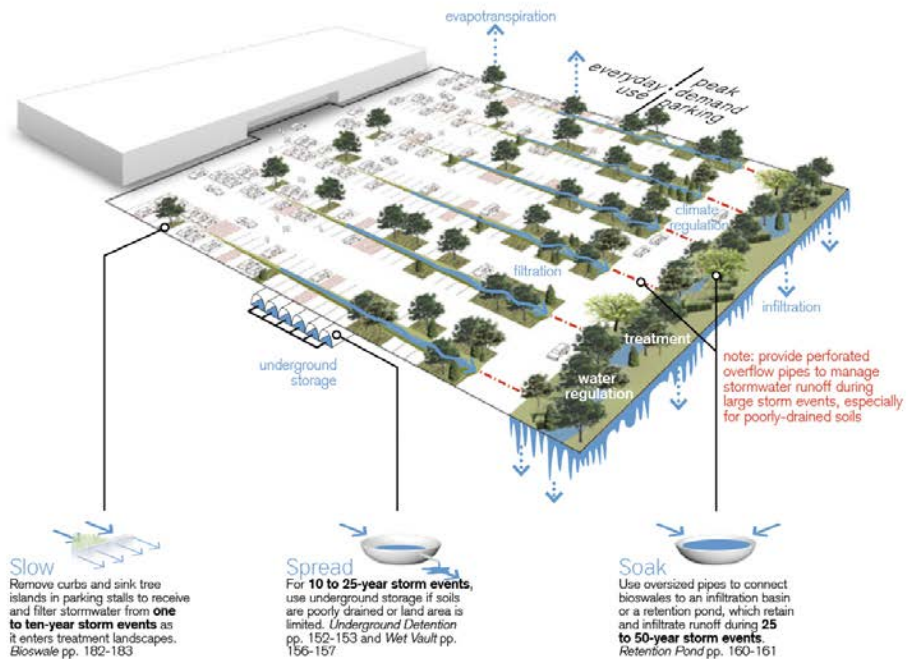 evapotranspiration
everyday
use
peak
demand
parking
climate
regulation
filtration
infiltration
treatment
underground
storage
water
regulation
note: provide perforated
overflow pipes to manage
stormwater runoff during
large storm events, especially
for poorly-drained soils
Slow
Remove curbs and sink tree
islands in parking stalls to receive
and filter stormwater from one
to ten-year storm events as
it enters treatment landscapes.
Bioswale pp. 182-183
Spread
For 10 to 25-year storm events,
use underground storage if soils
are poorly drained or land area is
limited. Underground Detention
pp. 152-153 and Wet Vault pp.
156-157
Soak
Use oversized pipes to connect
bioswales to an infiltration basin
or a retention pond, which retain
and infiltrate runoff during 25
to 50-year storm events.
Retention Pond pp. 160-161